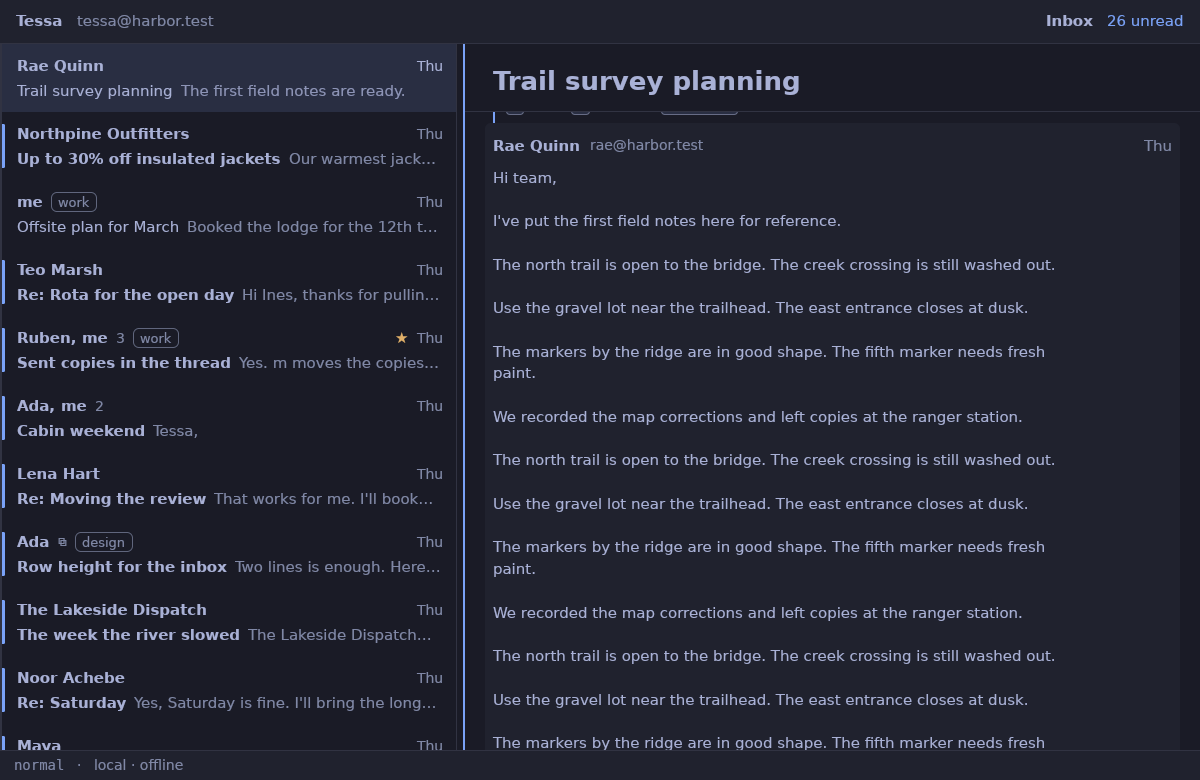 Tessa tessa@harbor.test
Inbox 26 unread
Rae Quinn Thu
Trail survey planning The first field notes are ready.
Northpine Outfitters Thu
Up to 30% off insulated jackets Our warmest jack…
me work Thu
Offsite plan for March Booked the lodge for the 12th t…
Teo Marsh Thu
Re: Rota for the open day Hi Ines, thanks for pullin…
Ruben, me 3 work ★ Thu
Sent copies in the thread Yes. m moves the copies…
Ada, me 2 Thu
Cabin weekend Tessa,
Lena Hart Thu
Re: Moving the review That works for me. I'll book…
Ada design Thu
Row height for the inbox Two lines is enough. Here…
The Lakeside Dispatch Thu
The week the river slowed The Lakeside Dispatch…
Noor Achebe Thu
Re: Saturday Yes, Saturday is fine. I'll bring the long…
Maya Thu
Trail survey planning
Rae Quinn rae@harbor.test Thu
Hi team,
I've put the first field notes here for reference.
The north trail is open to the bridge. The creek crossing is still washed out.
Use the gravel lot near the trailhead. The east entrance closes at dusk.
The markers by the ridge are in good shape. The fifth marker needs fresh
paint.
We recorded the map corrections and left copies at the ranger station.
The north trail is open to the bridge. The creek crossing is still washed out.
Use the gravel lot near the trailhead. The east entrance closes at dusk.
The markers by the ridge are in good shape. The fifth marker needs fresh
paint.
We recorded the map corrections and left copies at the ranger station.
The north trail is open to the bridge. The creek crossing is still washed out.
Use the gravel lot near the trailhead. The east entrance closes at dusk.
The markers by the ridge are in good shape. The fifth marker needs fresh
normal · local · offline